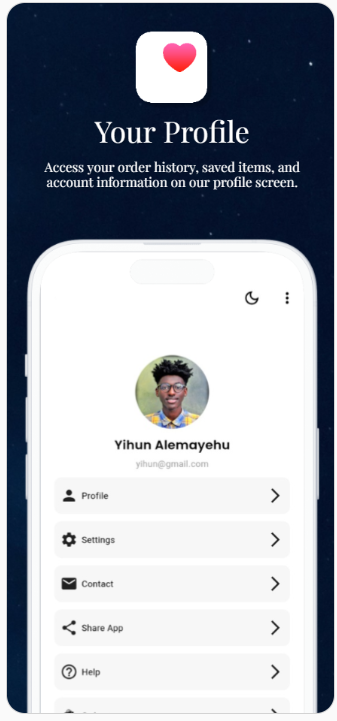 Your Profile
Access your order history, saved items, and
account information on our profile screen.
Yihun Alemayehu
yihun@gmail.com
Profile
Settings
Contact
Share App
Help